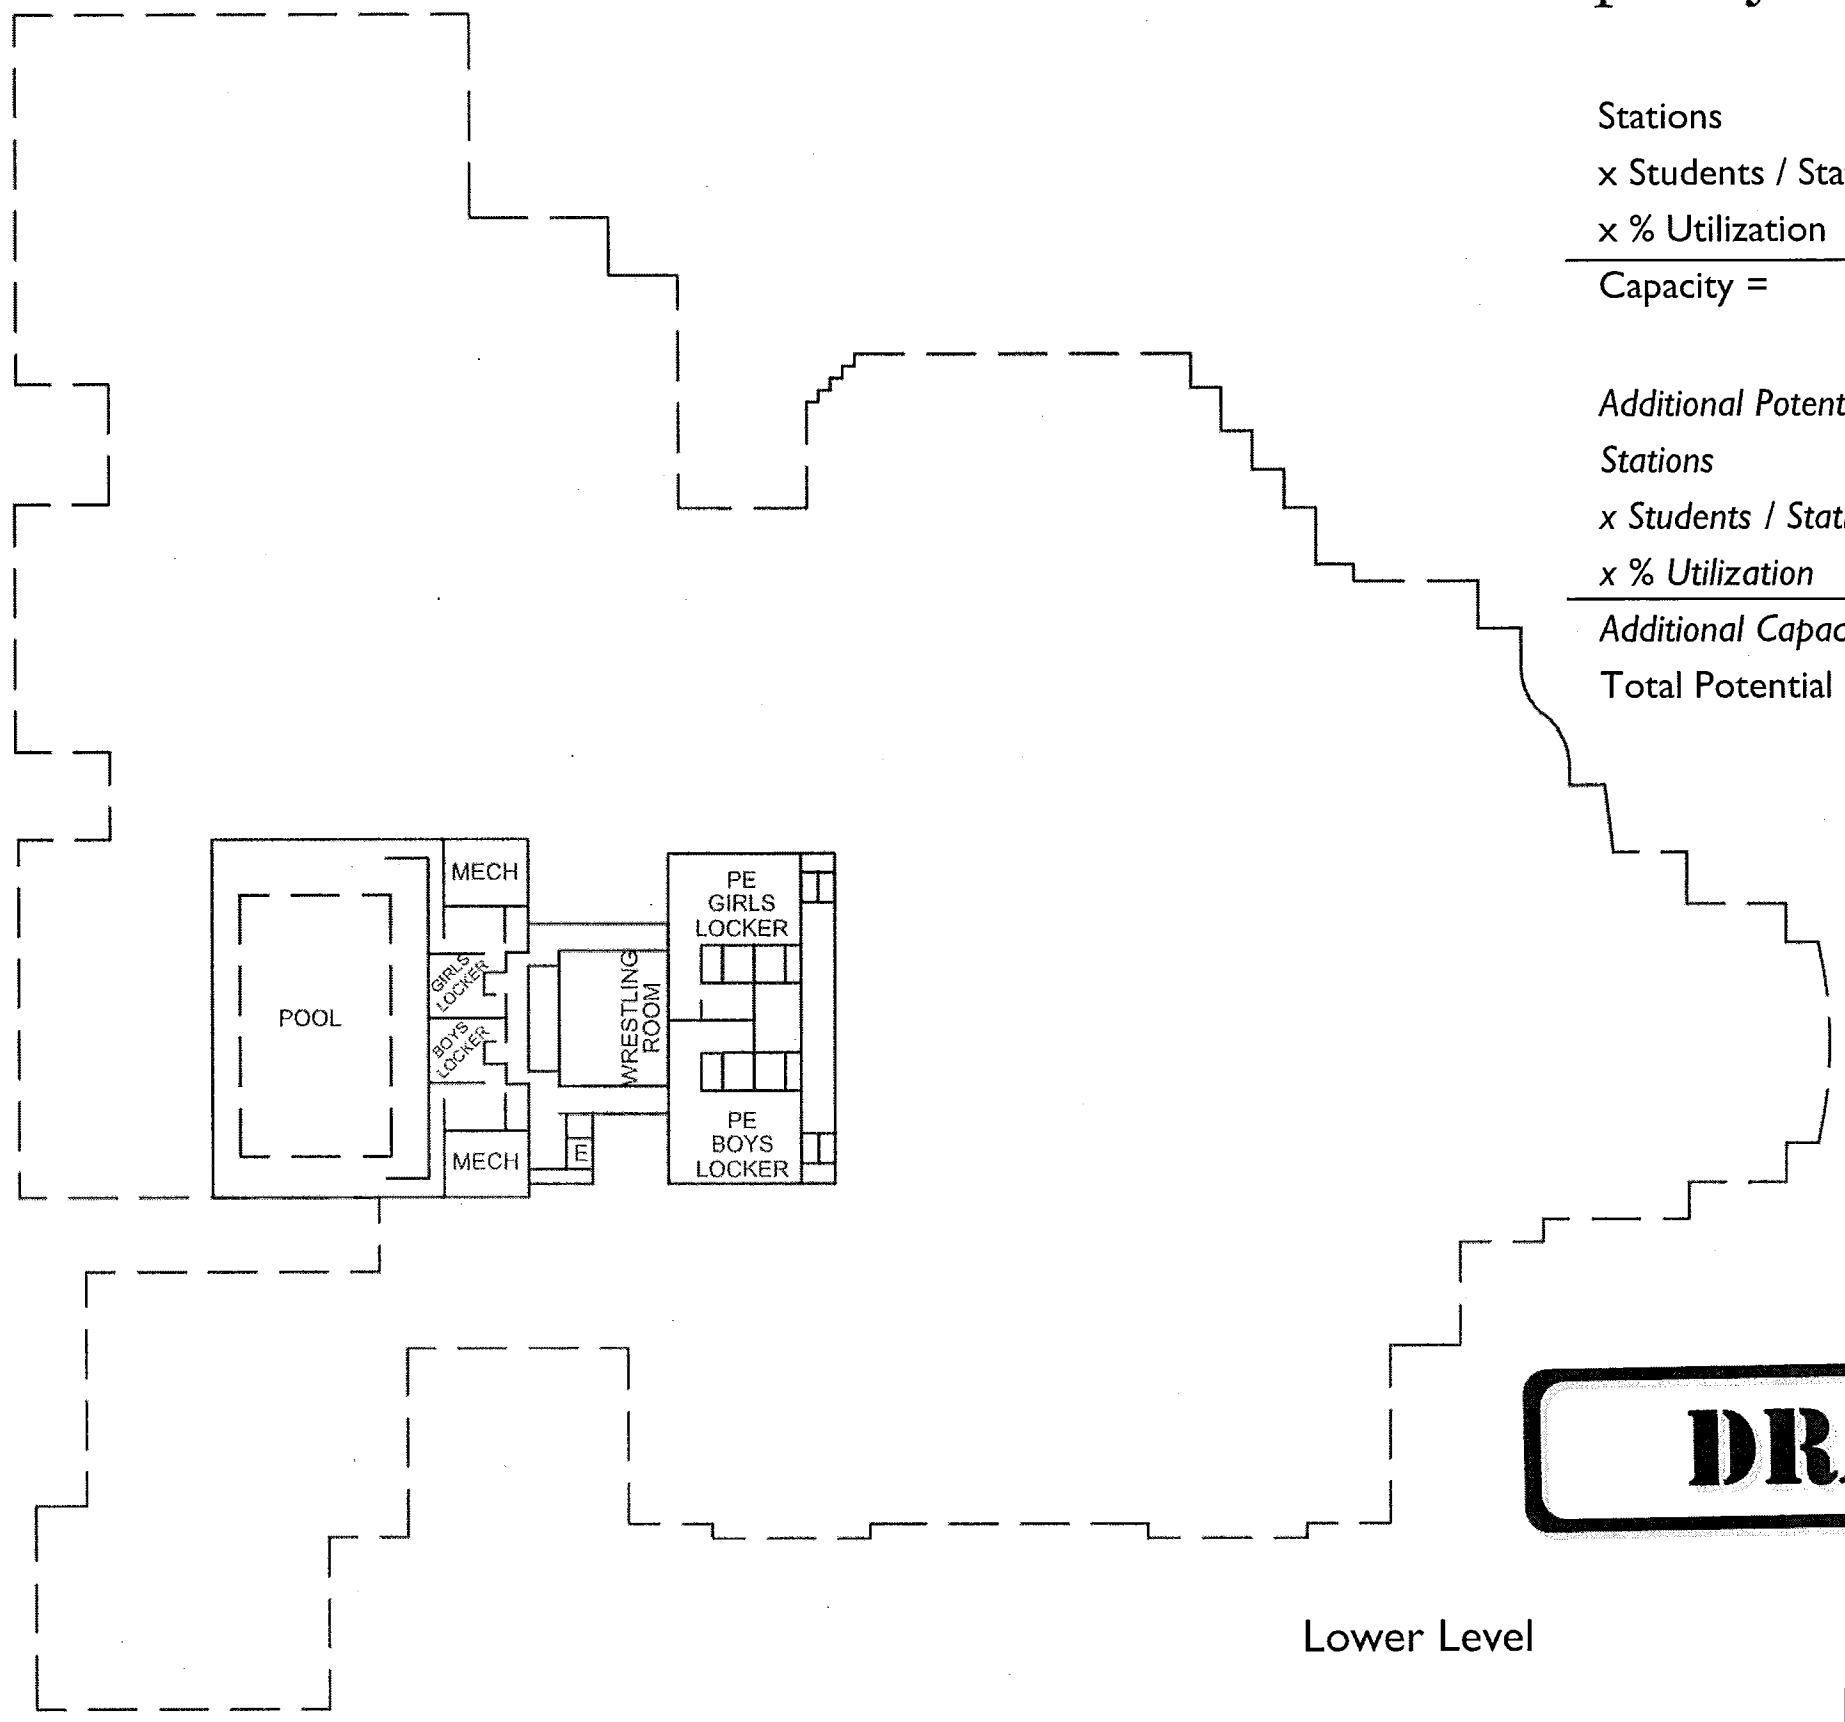 Stations
x Students / Sta
x % Utilization
Capacity =
Additional Potent
Stations
x Students / Stat
x % Utilization
Additional Capac
Total Potential
MECH
PE
GIRLS
LOCKER
GIRLS
LOCKER
POOL
BOYS
LOCKER
WRESTLING
ROOM
PE
BOYS
LOCKER
MECH
E
DRA
Lower Level